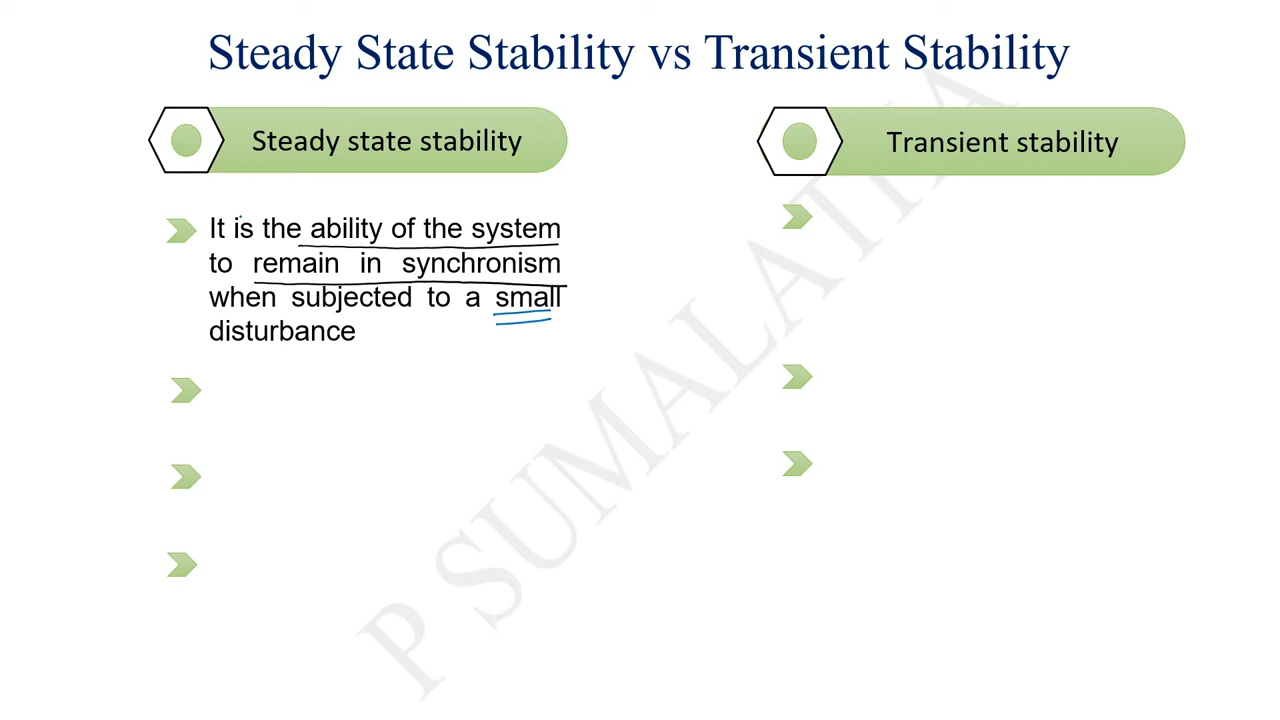 Steady State Stability vs Transient Stability
Steady state stability
Transient stability
It is the ability of the system
to remain in synchronism
when subjected to a small
disturbance
P SUMALATHA